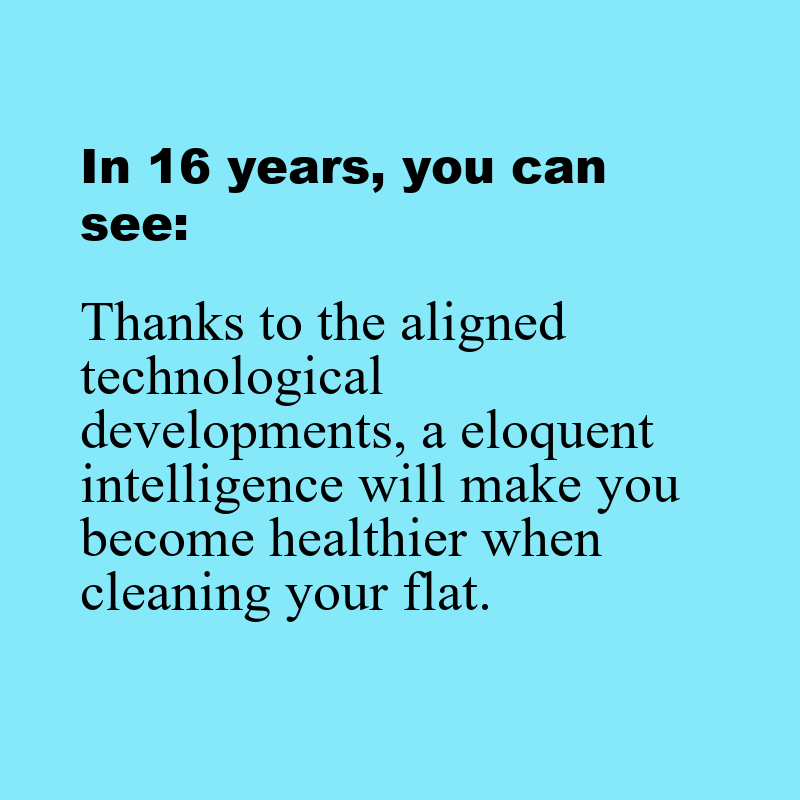 In 16 years, you can
see:
Thanks to the aligned
technological
developments, a eloquent
intelligence will make you
become healthier when
cleaning your flat.